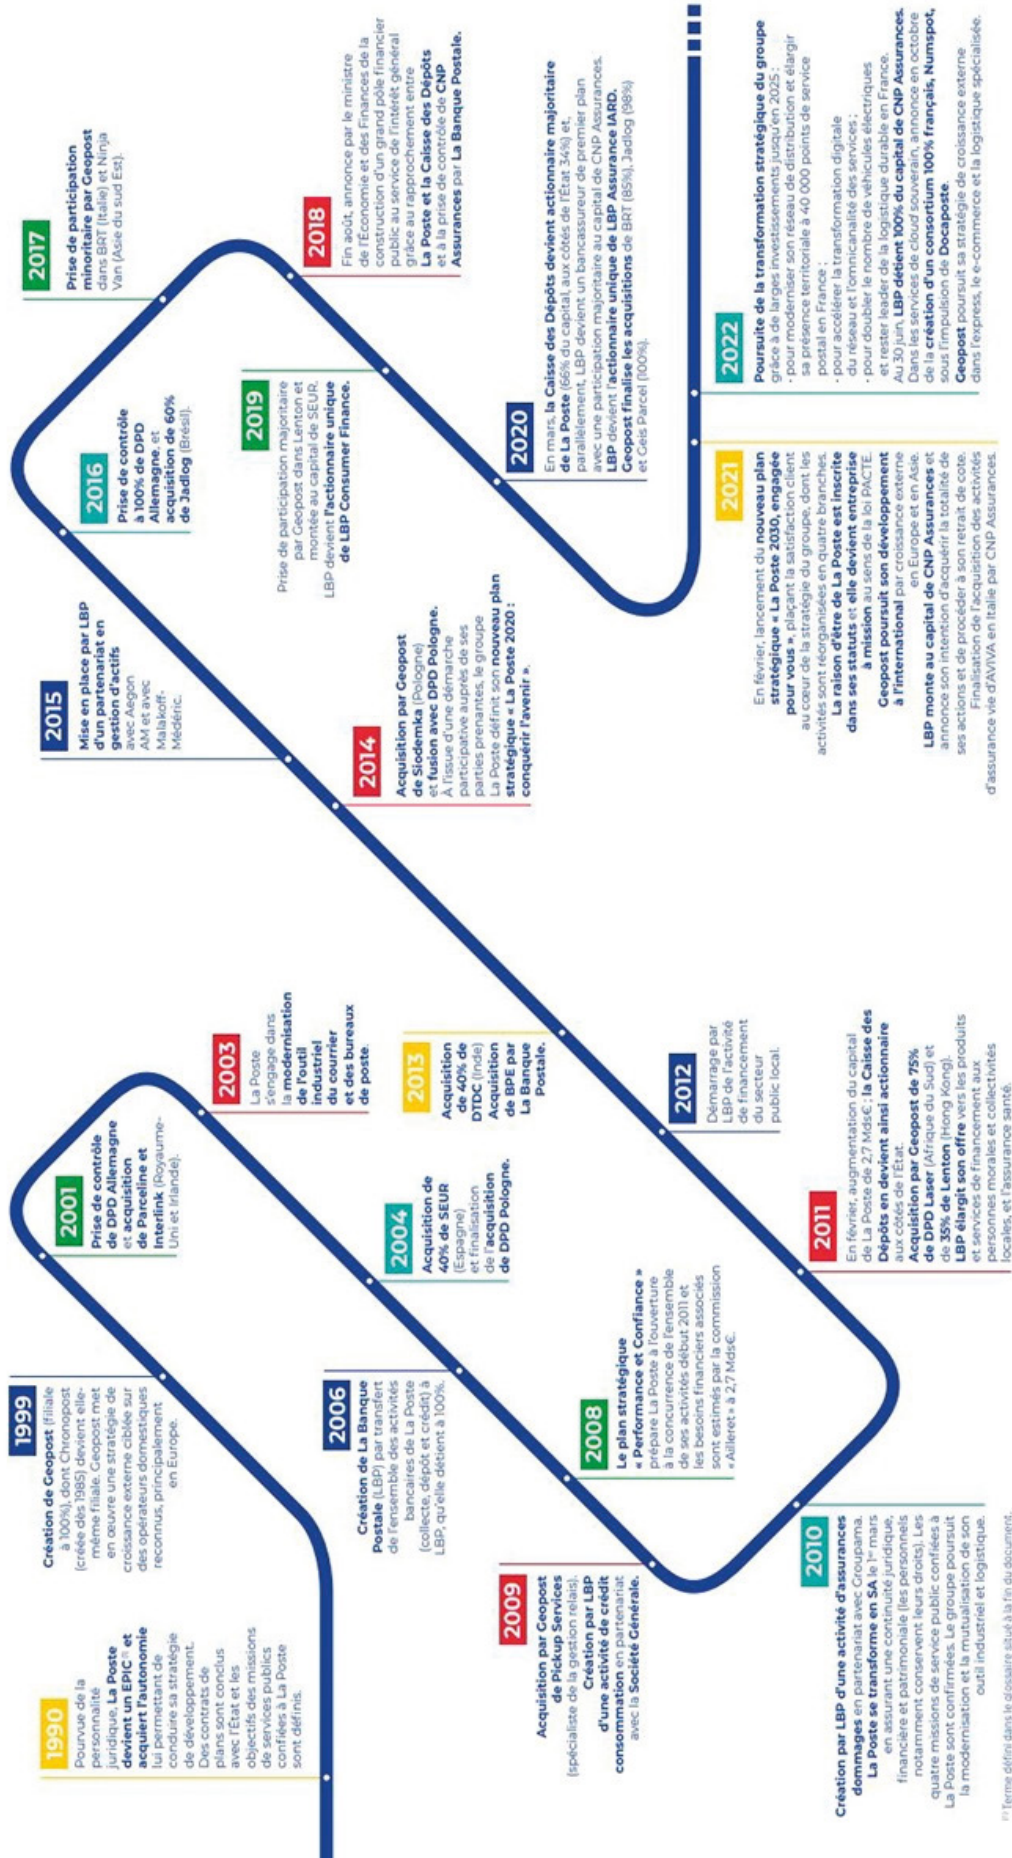 1990
Pourvue de la
personnalité
juridique, La Poste
devient un EPIC⁽¹⁾ et
acquiert l'autonomie
lui permettant de
conduire sa stratégie
de développement.
Des contrats de
plans sont conclus
avec l'État et les
objectifs des missions
de services publics
confiées à La Poste
sont définis.
1999
Création de Geopost (filiale
à 100%), dont Chronopost
(créée dès 1985) devient elle-
même filiale. Geopost met
en œuvre une stratégie de
croissance externe ciblée sur
des opérateurs domestiques
reconnus, principalement
en Europe.
2001
Prise de contrôle
de DPD Allemagne
et acquisition
de Parceline et
Interlink (Royaume-
Uni et Irlande).
2003
La Poste
s'engage dans
la modernisation
de l'outil
industriel
du courrier
et des bureaux
de poste.
2004
Acquisition de
40% de SEUR
(Espagne)
et finalisation
de l'acquisition
de DPD Pologne.
2006
Création de La Banque
Postale (LBP) par transfert
de l'ensemble des activités
bancaires de La Poste
(collecte, dépôt et crédit) à
LBP, qu'elle détient à 100%.
2008
Le plan stratégique
« Performance et Confiance »
prépare La Poste à l'ouverture
à la concurrence de l'ensemble
de ses activités début 2011 et
les besoins financiers associés
sont estimés par la commission
« Ailleret » à 2,7 Mds€.
2009
Acquisition par Geopost
de Pickup Services
(spécialiste de la gestion relais).
Création par LBP
d'une activité de crédit
consommation en partenariat
avec la Société Générale.
2010
Création par LBP d'une activité d'assurances
dommages en partenariat avec Groupama.
La Poste se transforme en SA le 1ᵉʳ mars
en assurant une continuité juridique,
financière et patrimoniale (les personnels
notamment conservent leurs droits). Les
quatre missions de service public confiées à
La Poste sont confirmées. Le groupe poursuit
la modernisation et la mutualisation de son
outil industriel et logistique.
2011
En février, augmentation du capital
de La Poste de 2,7 Mds€ ; la Caisse des
Dépôts en devient ainsi actionnaire
aux côtés de l'État.
Acquisition par Geopost de 75%
de DPD Laser (Afrique du Sud) et
de 35% de Lenton (Hong Kong).
LBP élargit son offre vers les produits
et services de financement aux
personnes morales et collectivités
locales, et l'assurance santé.
2012
Démarrage par
LBP de l'activité
de financement
du secteur
public local.
2013
Acquisition
de 40% de
DTDC (Inde)
Acquisition
de BPE par
La Banque
Postale.
2014
Acquisition par Geopost
de Siodemka (Pologne)
et fusion avec DPD Pologne.
À l'issue d'une démarche
participative auprès de ses
parties prenantes, le groupe
La Poste définit son nouveau plan
stratégique « La Poste 2020 :
conquérir l'avenir ».
2015
Mise en place par LBP
d'un partenariat en
gestion d'actifs
avec Aegon
AM et avec
Malakoff-
Médéric.
2016
Prise de contrôle
à 100% de DPD
Allemagne, et
acquisition de 60%
de Jadlog (Brésil).
2017
Prise de participation
minoritaire par Geopost
dans BRT (Italie) et Ninja
Van (Asie du sud Est).
2018
Fin août, annonce par le ministre
de l'Économie et des Finances de la
construction d'un grand pôle financier
public au service de l'intérêt général
grâce au rapprochement entre
La Poste et la Caisse des Dépôts
et à la prise de contrôle de CNP
Assurances par La Banque Postale.
2019
Prise de participation majoritaire
par Geopost dans Lenton et
montée au capital de SEUR.
LBP devient l'actionnaire unique
de LBP Consumer Finance.
2020
En mars, la Caisse des Dépôts devient actionnaire majoritaire
de La Poste (66% du capital, aux côtés de l'État 34%) et,
parallèlement, LBP devient un bancassureur de premier plan
avec une participation majoritaire au capital de CNP Assurances.
LBP devient l'actionnaire unique de LBP Assurance IARD.
Geopost finalise les acquisitions de BRT (85%), Jadlog (98%)
et Geis Parcel (100%).
2021
En février, lancement du nouveau plan
stratégique « La Poste 2030, engagée
pour vous », plaçant la satisfaction client
au cœur de la stratégie du groupe, dont les
activités sont réorganisées en quatre branches.
La raison d'être de La Poste est inscrite
dans ses statuts et elle devient entreprise
à mission au sens de la loi PACTE.
Geopost poursuit son développement
à l'international par croissance externe
en Europe et en Asie.
LBP monte au capital de CNP Assurances et
annonce son intention d'acquérir la totalité de
ses actions et de procéder à son retrait de cote.
Finalisation de l'acquisition des activités
d'assurance vie d'AVIVA en Italie par CNP Assurances.
2022
Poursuite de la transformation stratégique du groupe
grâce à de larges investissements jusqu'en 2025 :
- pour moderniser son réseau de distribution et élargir
sa présence territoriale à 40 000 points de service
postal en France ;
- pour accélérer la transformation digitale
du réseau et l'omnicanalité des services ;
- pour doubler le nombre de véhicules électriques
et rester leader de la logistique durable en France.
Au 30 juin, LBP détient 100% du capital de CNP Assurances.
Dans les services de cloud souverain, annonce en octobre
de la création d'un consortium 100% français, Numspot,
sous l'impulsion de Docaposte.
Geopost poursuit sa stratégie de croissance externe
dans l'express, le e-commerce et la logistique spécialisée.
⁽¹⁾ Terme défini dans le glossaire situé à la fin du document.